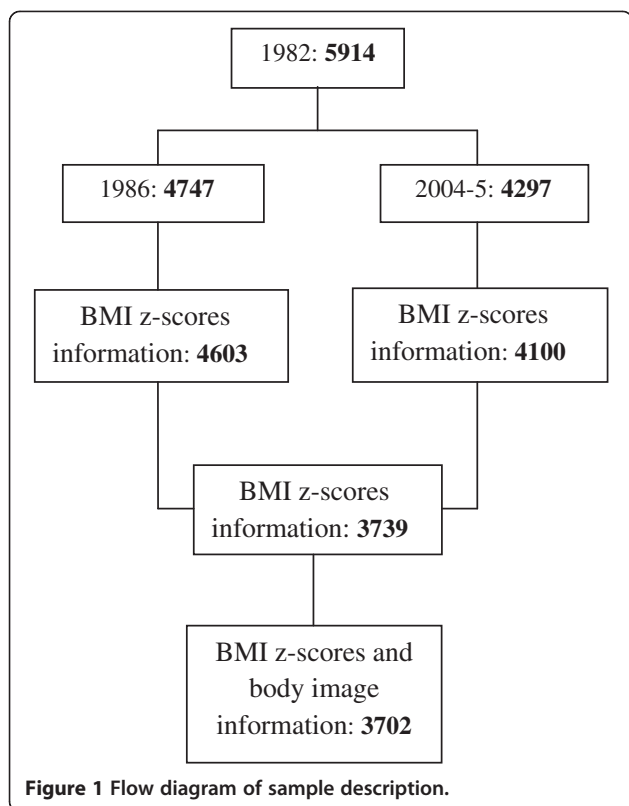 1982: 5914
1986: 4747
2004-5: 4297
BMI z-scores
information: 4603
BMI z-scores
information: 4100
BMI z-scores
information: 3739
BMI z-scores and
body image
information: 3702
Figure 1 Flow diagram of sample description.